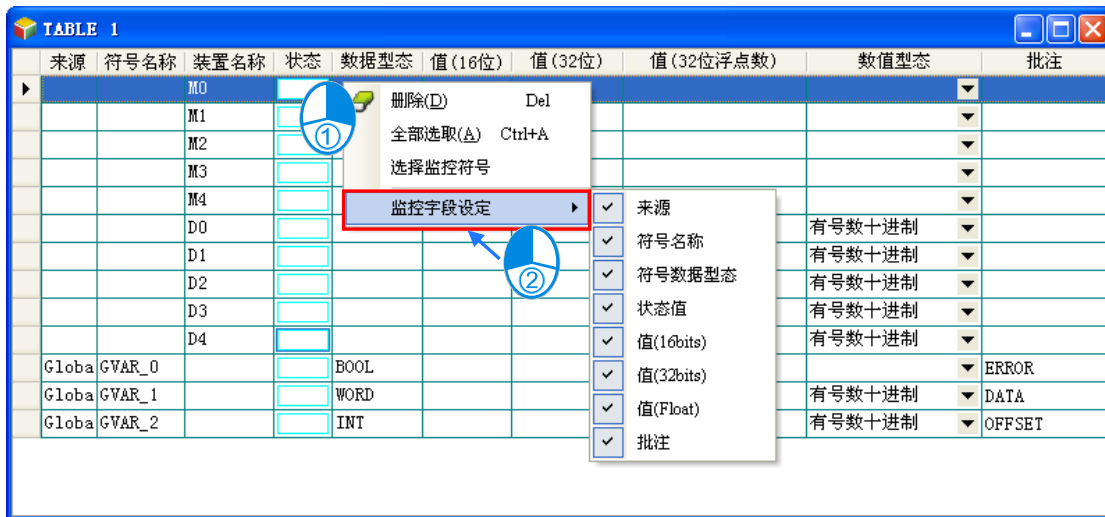 TABLE 1
来源 符号名称 装置名称 状态 数据型态 值(16位) 值(32位) 值(32位浮点数) 数值型态 批注
M0
M1
M2
M3
M4
D0 有号数十进制
D1 有号数十进制
D2 有号数十进制
D3 有号数十进制
D4 有号数十进制
Globa GVAR_0 BOOL ERROR
Globa GVAR_1 WORD 有号数十进制 DATA
Globa GVAR_2 INT 有号数十进制 OFFSET
①
删除(D) Del
全部选取(A) Ctrl+A
选择监控符号
监控字段设定
②
来源
符号名称
符号数据型态
状态值
值(16bits)
值(32bits)
值(Float)
批注